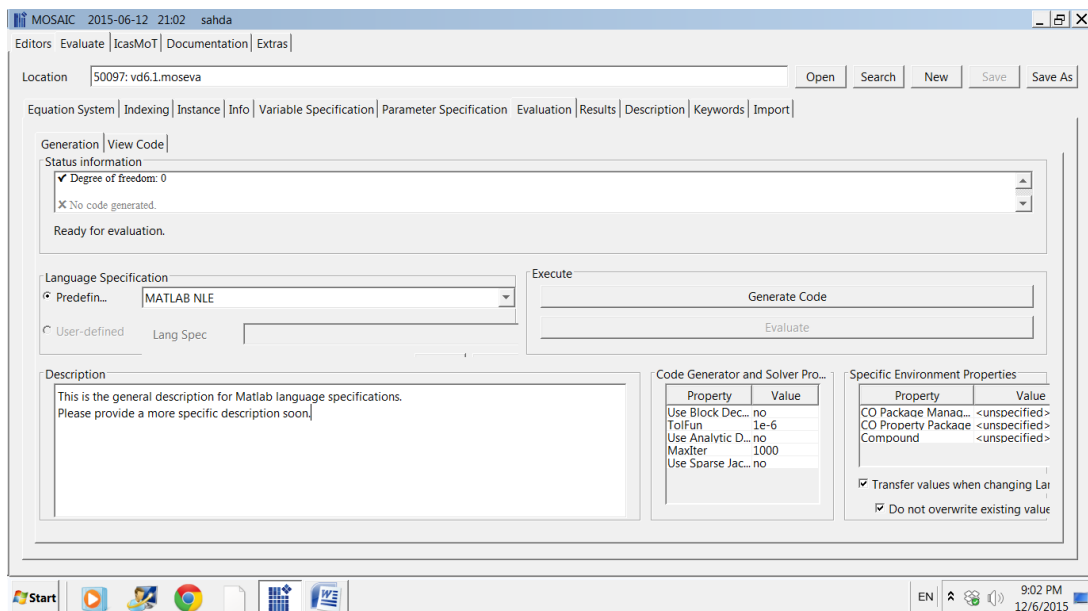 MOSAIC 2015-06-12 21:02 sahda
Editors Evaluate IcasMoT Documentation Extras
Location 50097: vd6.1.moseva Open Search New Save Save As
Equation System Indexing Instance Info Variable Specification Parameter Specification Evaluation Results Description Keywords Import
Generation View Code
Status information
✔ Degree of freedom: 0
✘ No code generated.
Ready for evaluation.
Language Specification
Predefin... MATLAB NLE
User-defined Lang Spec
Execute
Generate Code
Evaluate
Description
This is the general description for Matlab language specifications.
Please provide a more specific description soon.
Code Generator and Solver Pro...
Property Value
Use Block Dec... no
TolFun 1e-6
Use Analytic D... no
MaxIter 1000
Use Sparse Jac... no
Specific Environment Properties
Property Value
CO Package Manag... <unspecified>
CO Property Package <unspecified>
Compound <unspecified>
Transfer values when changing Lan
Do not overwrite existing value
Start EN 9:02 PM
12/6/2015